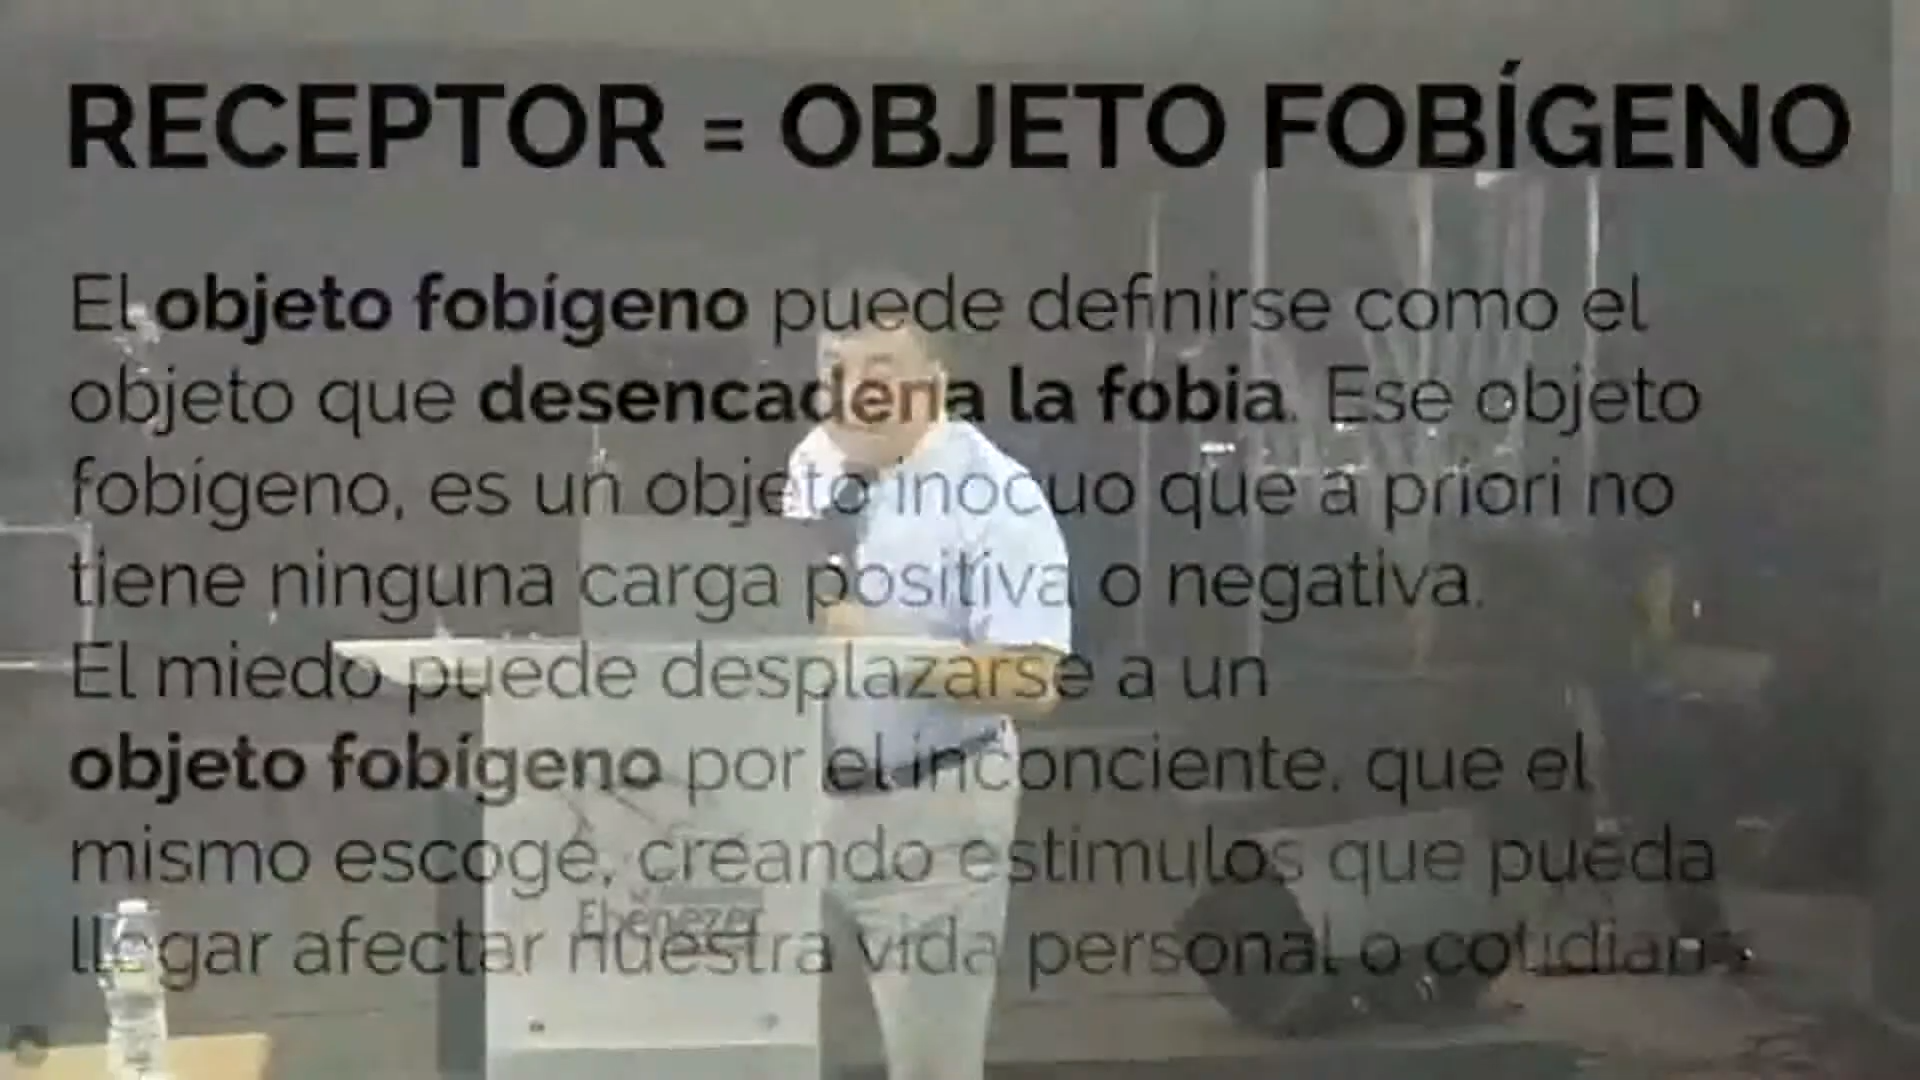 RECEPTOR = OBJETO FOBÍGENO
El objeto fobígeno puede definirse como el
objeto que desencadena la fobia. Ese objeto
fobígeno, es un objeto inocuo que a priori no
tiene ninguna carga positiva o negativa.
El miedo puede desplazarse a un
objeto fobígeno por el inconciente, que el
mismo escoge, creando estimulos que pueda
llegar afectar nuestra vida personal o cotidiana
Ebenezer